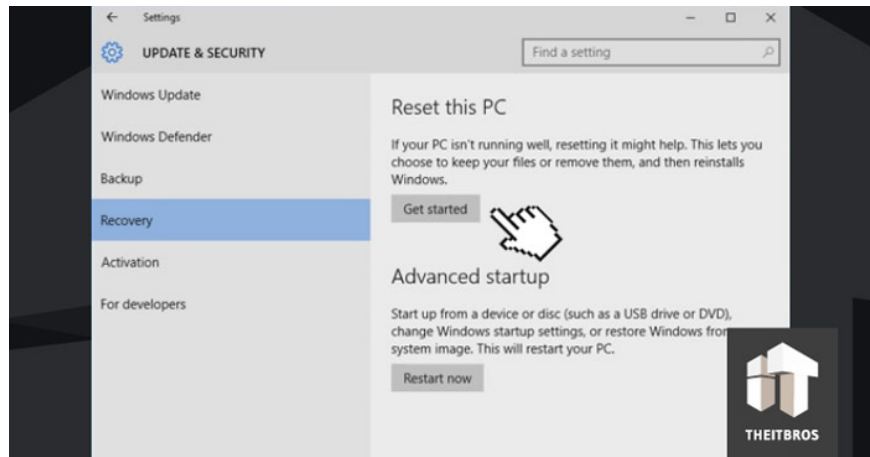 Settings
UPDATE & SECURITY
Find a setting
Windows Update
Windows Defender
Backup
Recovery
Activation
For developers
Reset this PC
If your PC isn't running well, resetting it might help. This lets you
choose to keep your files or remove them, and then reinstalls
Windows.
Get started
Advanced startup
Start up from a device or disc (such as a USB drive or DVD),
change Windows startup settings, or restore Windows from
system image. This will restart your PC.
Restart now
THEITBROS